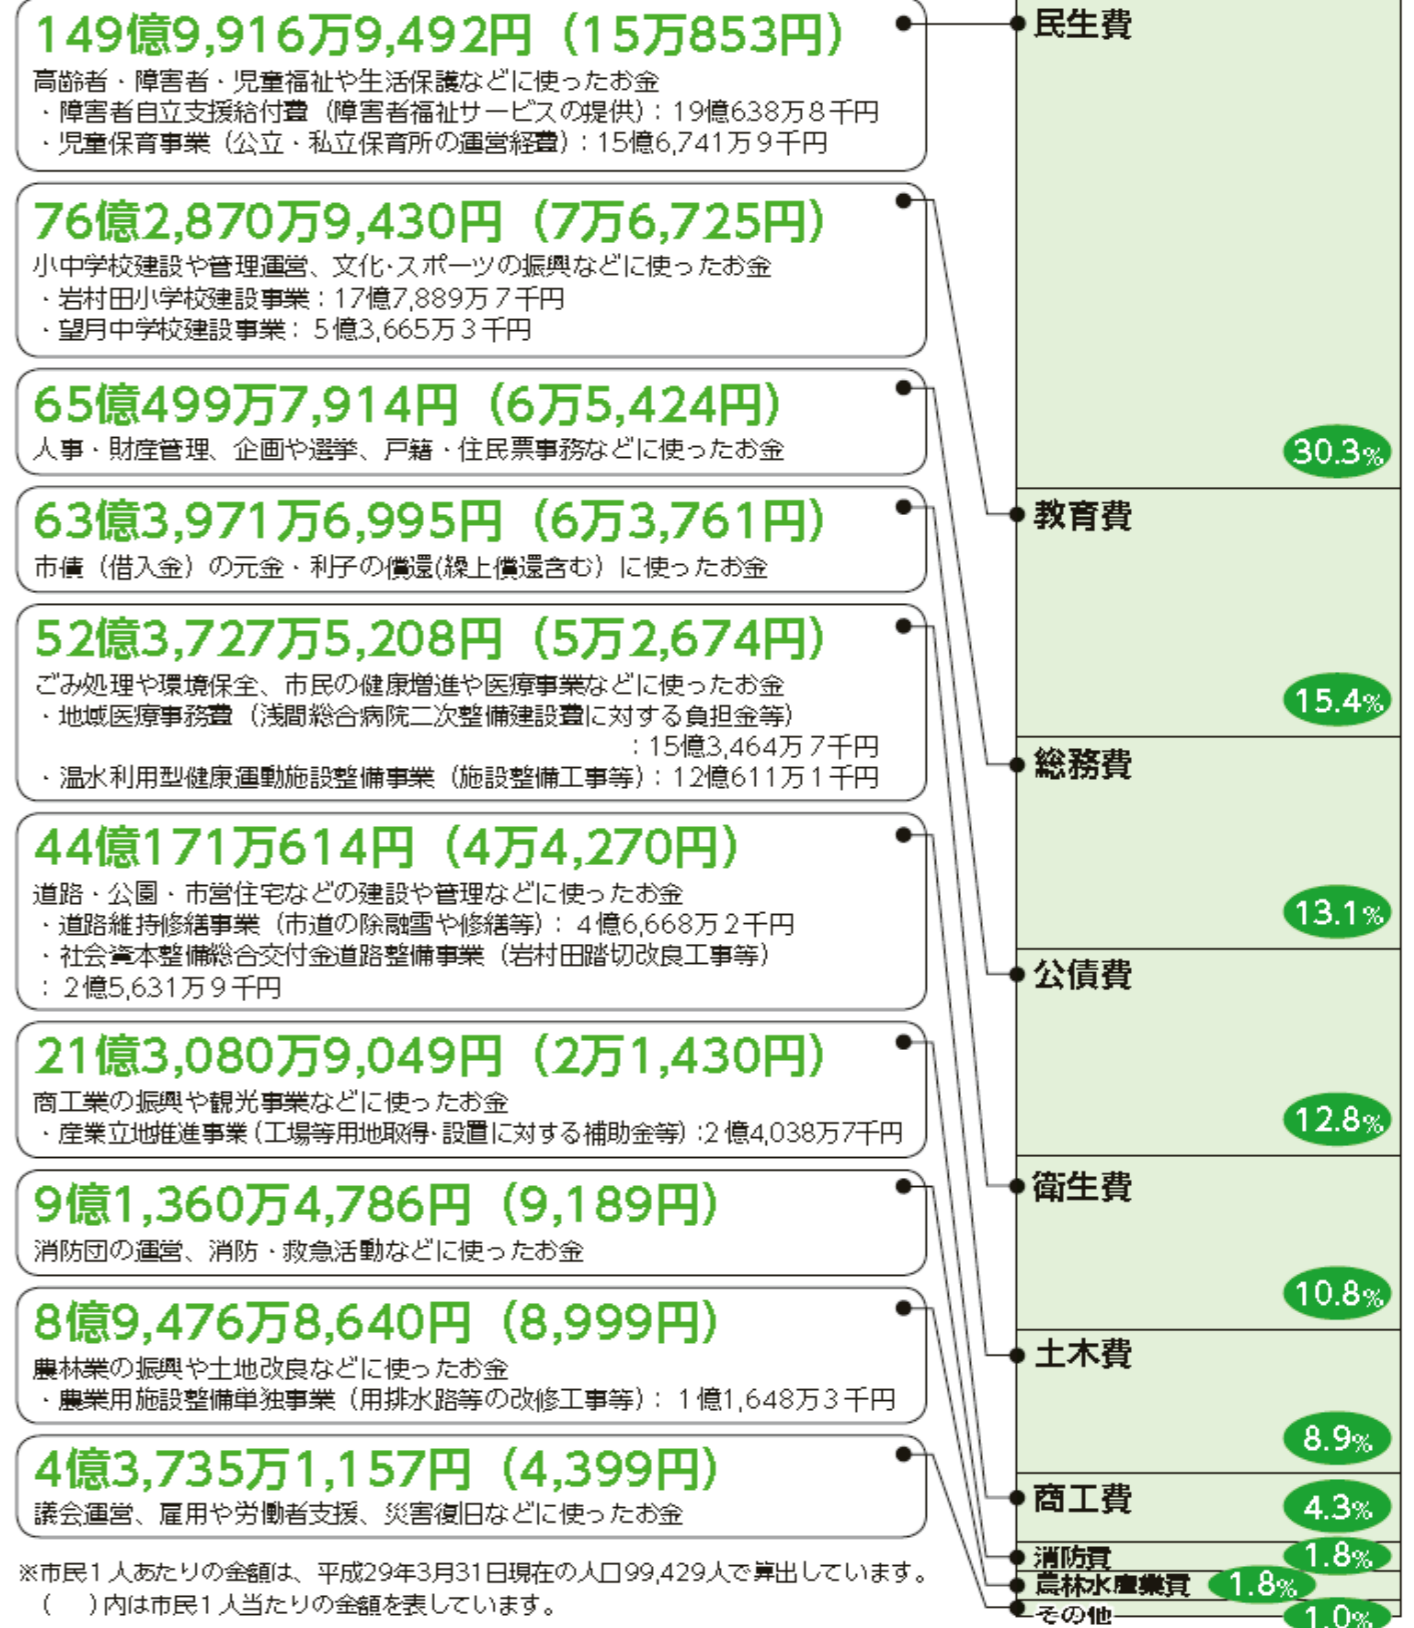 149億9,916万9,492円（15万853円）
高齢者・障害者・児童福祉や生活保護などに使ったお金
・障害者自立支援給付費（障害者福祉サービスの提供）：19億638万8千円
・児童保育事業（公立・私立保育所の運営経費）：15億6,741万9千円
76億2,870万9,430円（7万6,725円）
小中学校建設や管理運営、文化・スポーツの振興などに使ったお金
・岩村田小学校建設事業：17億7,889万7千円
・望月中学校建設事業：5億3,665万3千円
65億499万7,914円（6万5,424円）
人事・財産管理、企画や選挙、戸籍・住民票事務などに使ったお金
63億3,971万6,995円（6万3,761円）
市債（借入金）の元金・利子の償還(繰上償還含む）に使ったお金
52億3,727万5,208円（5万2,674円）
ごみ処理や環境保全、市民の健康増進や医療事業などに使ったお金
・地域医療事務費（浅間総合病院二次整備建設費に対する負担金等）
：15億3,464万7千円
・温水利用型健康運動施設整備事業（施設整備工事等）：12億611万1千円
44億171万614円（4万4,270円）
道路・公園・市営住宅などの建設や管理などに使ったお金
・道路維持修繕事業（市道の除融雪や修繕等）：4億6,668万2千円
・社会資本整備総合交付金道路整備事業（岩村田踏切改良工事等）
：2億5,631万9千円
21億3,080万9,049円（2万1,430円）
商工業の振興や観光事業などに使ったお金
・産業立地推進事業（工場等用地取得・設置に対する補助金等）：2億4,038万7千円
9億1,360万4,786円（9,189円）
消防団の運営、消防・救急活動などに使ったお金
8億9,476万8,640円（8,999円）
農林業の振興や土地改良などに使ったお金
・農業用施設整備単独事業（用排水路等の改修工事等）：1億1,648万3千円
4億3,735万1,157円（4,399円）
議会運営、雇用や労働者支援、災害復旧などに使ったお金
※市民1人あたりの金額は、平成29年3月31日現在の人口99,429人で算出しています。
（　）内は市民1人当たりの金額を表しています。
民生費
30.3%
教育費
15.4%
総務費
13.1%
公債費
12.8%
衛生費
10.8%
土木費
8.9%
商工費
4.3%
消防費
1.8%
農林水産業費
1.8%
その他
1.0%